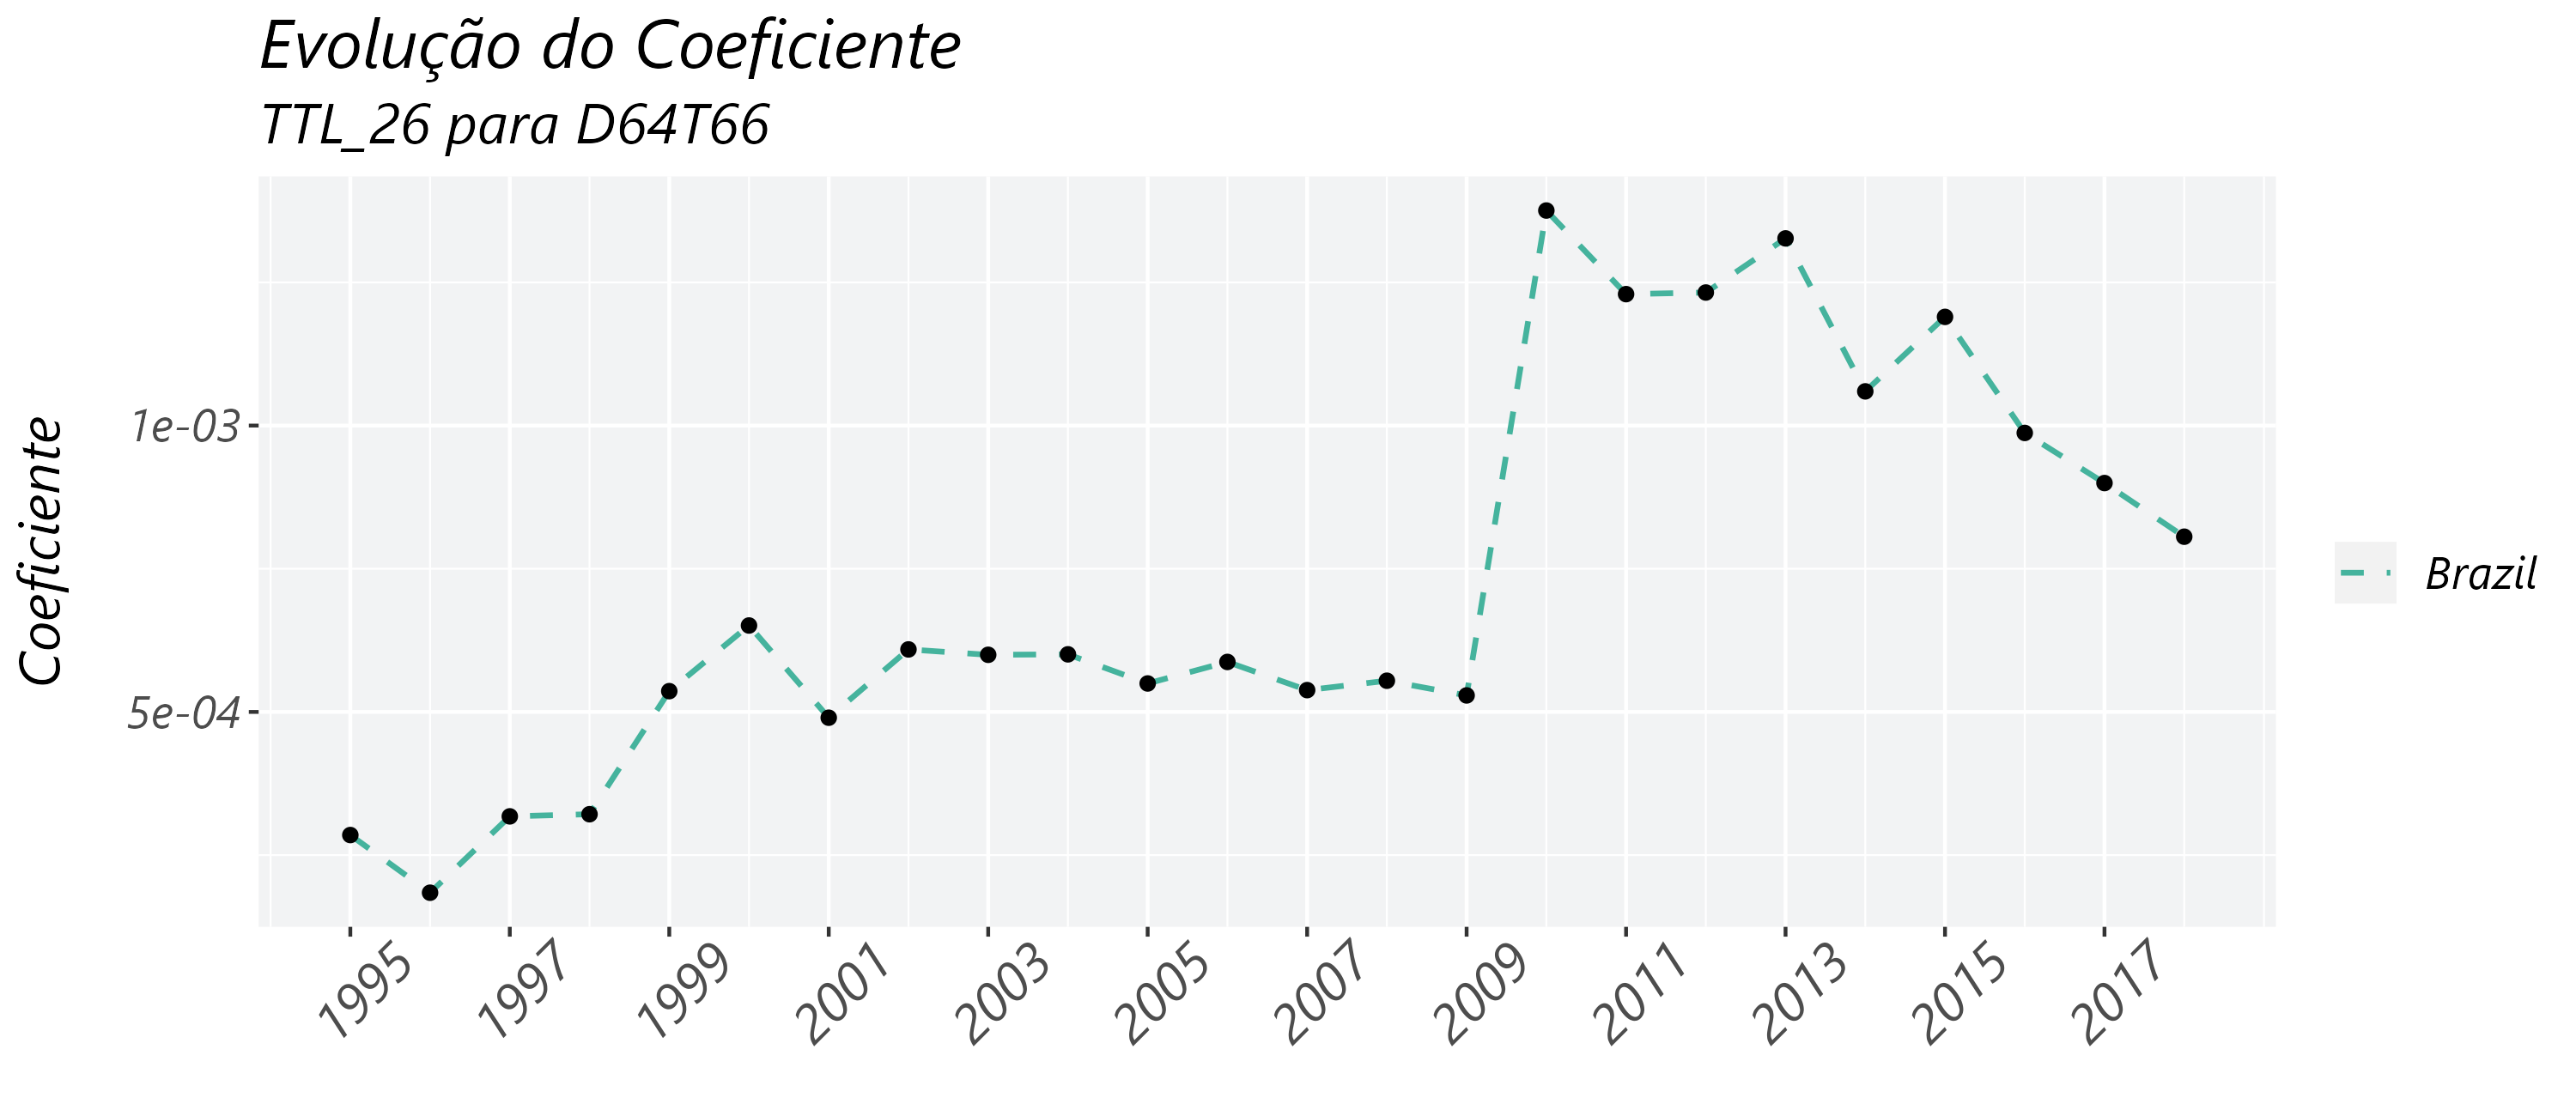 Evolução do Coeficiente
TTL_26 para D64T66
Coeficiente
1e-03
5e-04
1995
1997
1999
2001
2003
2005
2007
2009
2011
2013
2015
2017
Brazil